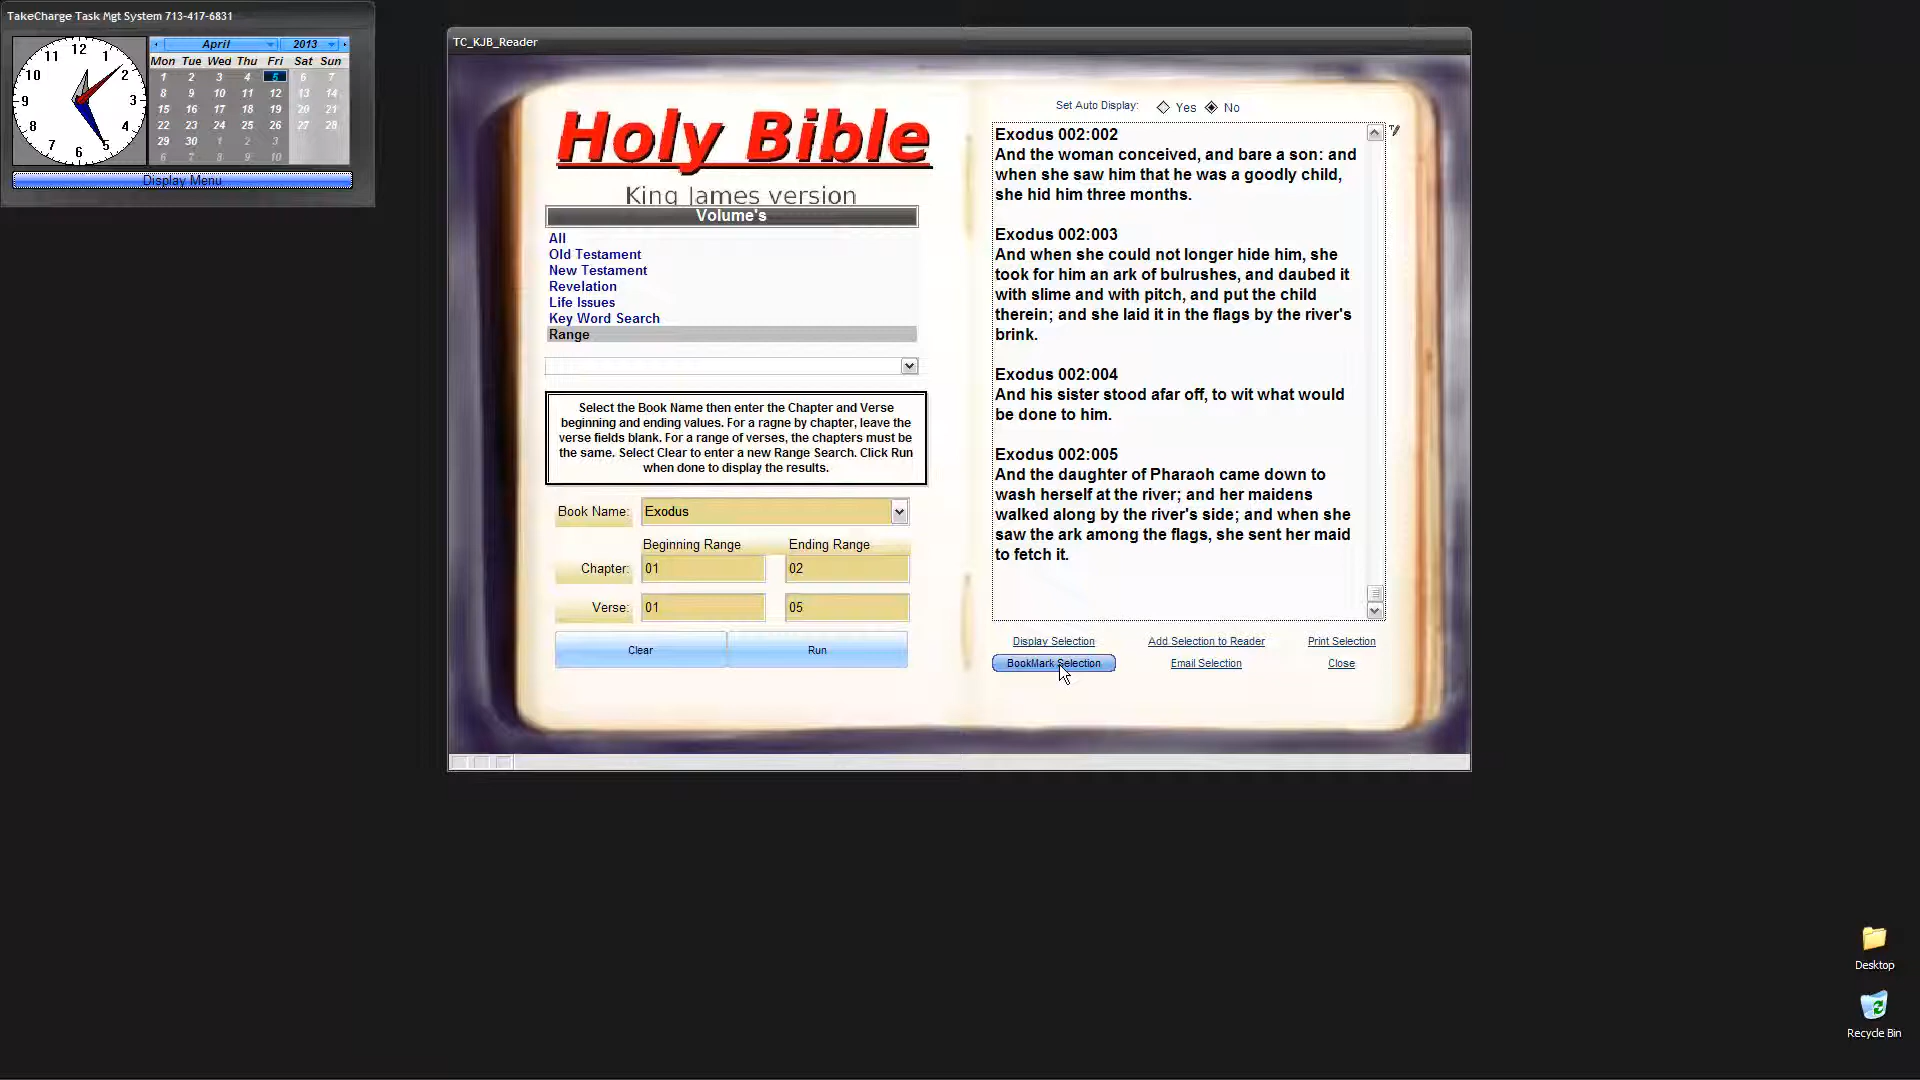 TakeCharge Task Mgt System 713-417-6831
12
11 1
10 2
9 3
8 4
7 5
6
April 2013
Mon Tue Wed Thu Fri Sat Sun
1 2 3 4 5 6 7
8 9 10 11 12 13 14
15 16 17 18 19 20 21
22 23 24 25 26 27 28
29 30 1 2 3
6 7 8 9 10
Display Menu
TC_KJB_Reader
Holy Bible
King James version
Volume's
All
Old Testament
New Testament
Revelation
Life Issues
Key Word Search
Range
Select the Book Name then enter the Chapter and Verse
beginning and ending values. For a ragne by chapter, leave the
verse fields blank. For a range of verses, the chapters must be
the same. Select Clear to enter a new Range Search. Click Run
when done to display the results.
Book Name: Exodus
Beginning Range Ending Range
Chapter: 01 02
Verse: 01 05
Clear Run
Set Auto Display: Yes No
Exodus 002:002
And the woman conceived, and bare a son: and
when she saw him that he was a goodly child,
she hid him three months.
Exodus 002:003
And when she could not longer hide him, she
took for him an ark of bulrushes, and daubed it
with slime and with pitch, and put the child
therein; and she laid it in the flags by the river's
brink.
Exodus 002:004
And his sister stood afar off, to wit what would
be done to him.
Exodus 002:005
And the daughter of Pharaoh came down to
wash herself at the river; and her maidens
walked along by the river's side; and when she
saw the ark among the flags, she sent her maid
to fetch it.
Display Selection Add Selection to Reader Print Selection
BookMark Selection Email Selection Close
Desktop
Recycle Bin